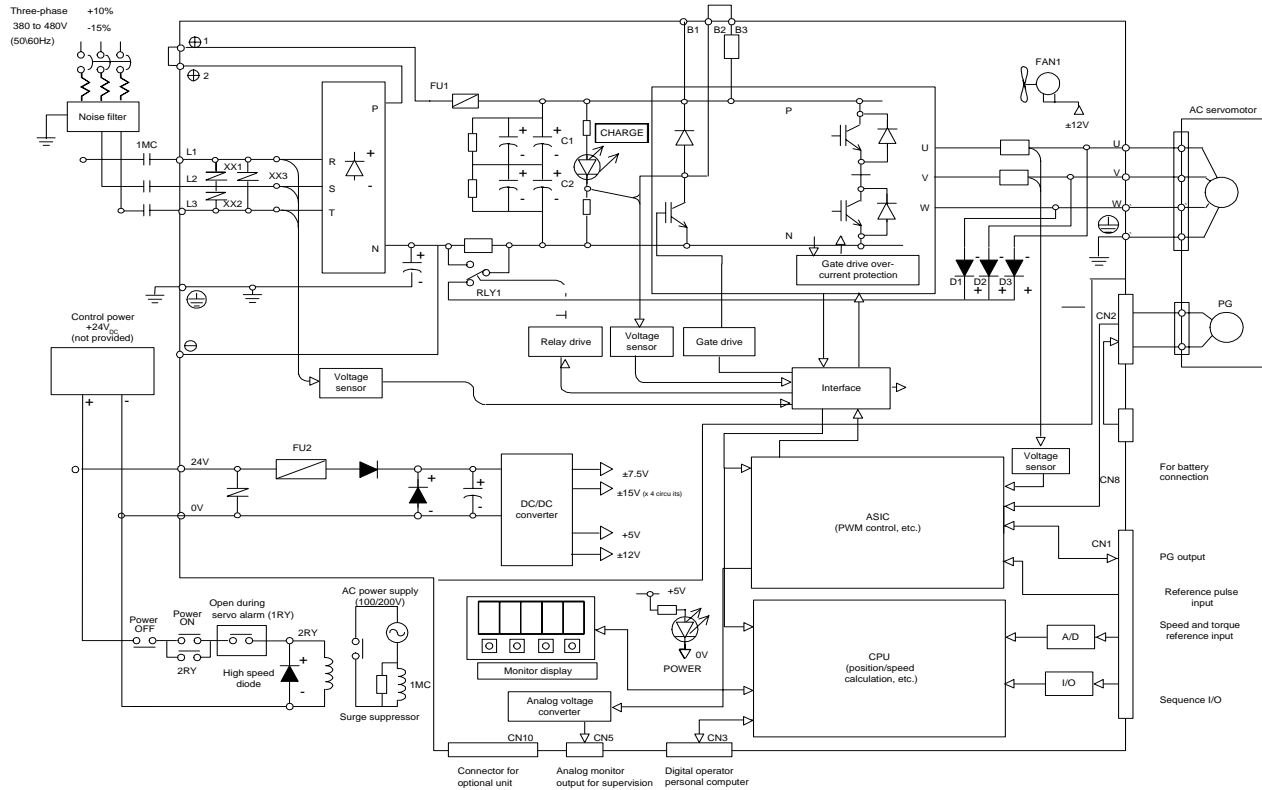 Three-phase +10%
380 to 480V -15%
(50\60Hz)
Noise filter
1MC
L1
L2
L3
XX1
XX3
XX2
1
2
R
S
T
P
N
+
-
FU1
+
+
C1
-
-
+
+
C2
-
-
CHARGE
B1 B2 B3
P
N
U
V
W
Gate drive over-
current protection
FAN1
±12V
AC servomotor
U
V
W
D1 D2 D3
-
-
-
+
+
+
+
-
RLY1
Relay drive
Voltage
sensor
Gate drive
Interface
Voltage
sensor
CN2
PG
Control power
+24VDC
(not provided)
+ -
24V
0V
FU2
+
-
+
-
DC/DC
converter
±7.5V
±15V (x 4 circu its)
+5V
±12V
Voltage
sensor
CN8
For battery
connection
ASIC
(PWM control, etc.)
CN1
PG output
Reference pulse
input
Speed and torque
reference input
A/D
I/O
Sequence I/O
CPU
(position/speed
calculation, etc.)
+5V
0V
POWER
Monitor display
Analog voltage
converter
Power
OFF
Power
ON
Open during
servo alarm (1RY)
2RY
2RY
High speed
diode
+
-
AC power supply
(100/200V)
1MC
Surge suppressor
CN10
CN5
CN3
Connector for
optional unit
Analog monitor
output for supervision
Digital operator
personal computer